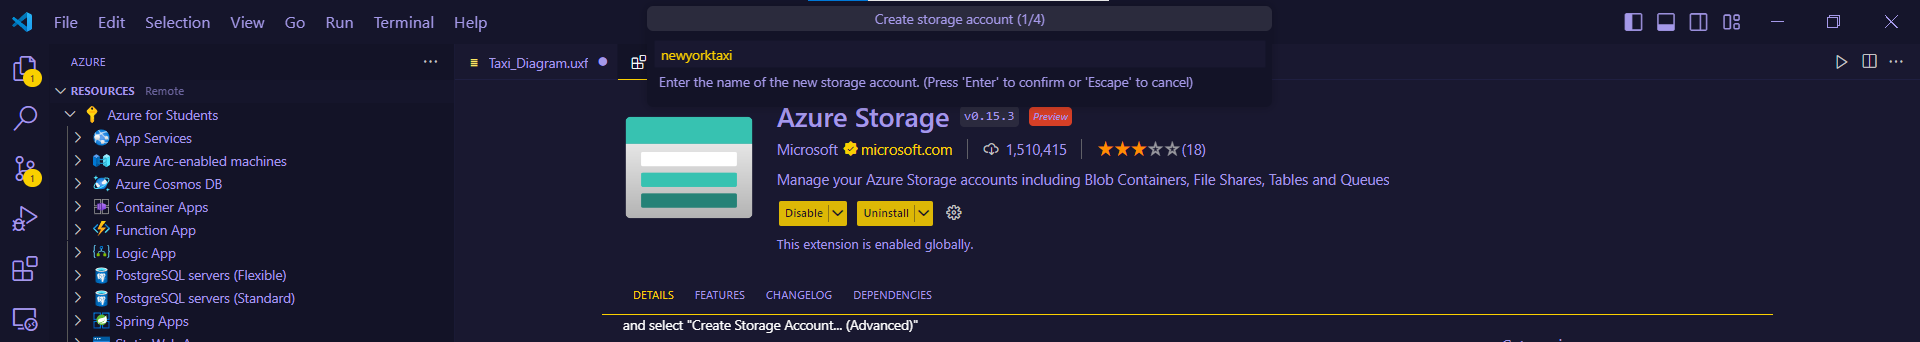 File Edit Selection View Go Run Terminal Help
Create storage account (1/4)
newyorktaxi
Enter the name of the new storage account. (Press 'Enter' to confirm or 'Escape' to cancel)
AZURE
Taxi_Diagram.uxf
1
RESOURCES Remote
Azure for Students
App Services
Azure Arc-enabled machines
Azure Cosmos DB
1
Container Apps
Function App
Logic App
PostgreSQL servers (Flexible)
PostgreSQL servers (Standard)
Spring Apps
Azure Storage v0.15.3 Preview
Microsoft microsoft.com 1,510,415 (18)
Manage your Azure Storage accounts including Blob Containers, File Shares, Tables and Queues
Disable Uninstall
This extension is enabled globally.
DETAILS FEATURES CHANGELOG DEPENDENCIES
and select "Create Storage Account... (Advanced)"